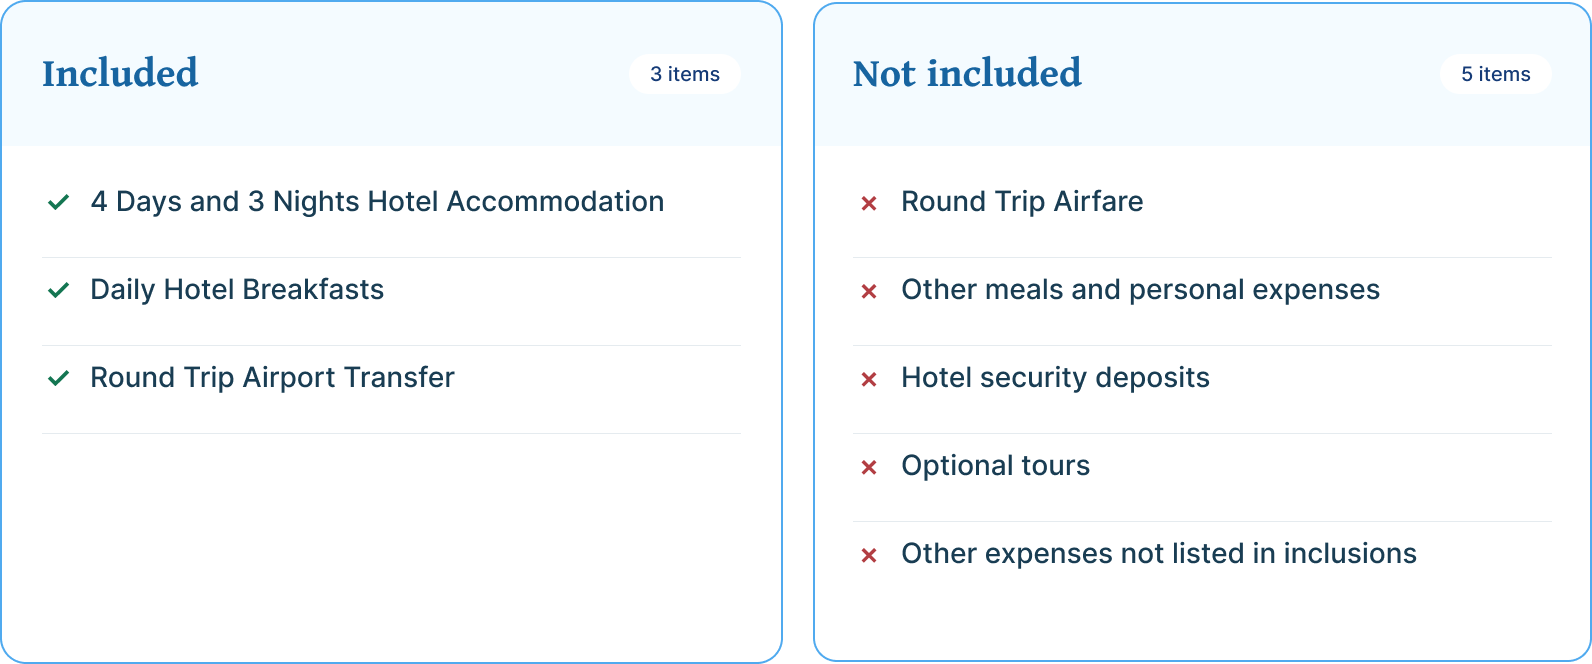 Included
3 items
4 Days and 3 Nights Hotel Accommodation
Daily Hotel Breakfasts
Round Trip Airport Transfer
Not included
5 items
Round Trip Airfare
Other meals and personal expenses
Hotel security deposits
Optional tours
Other expenses not listed in inclusions